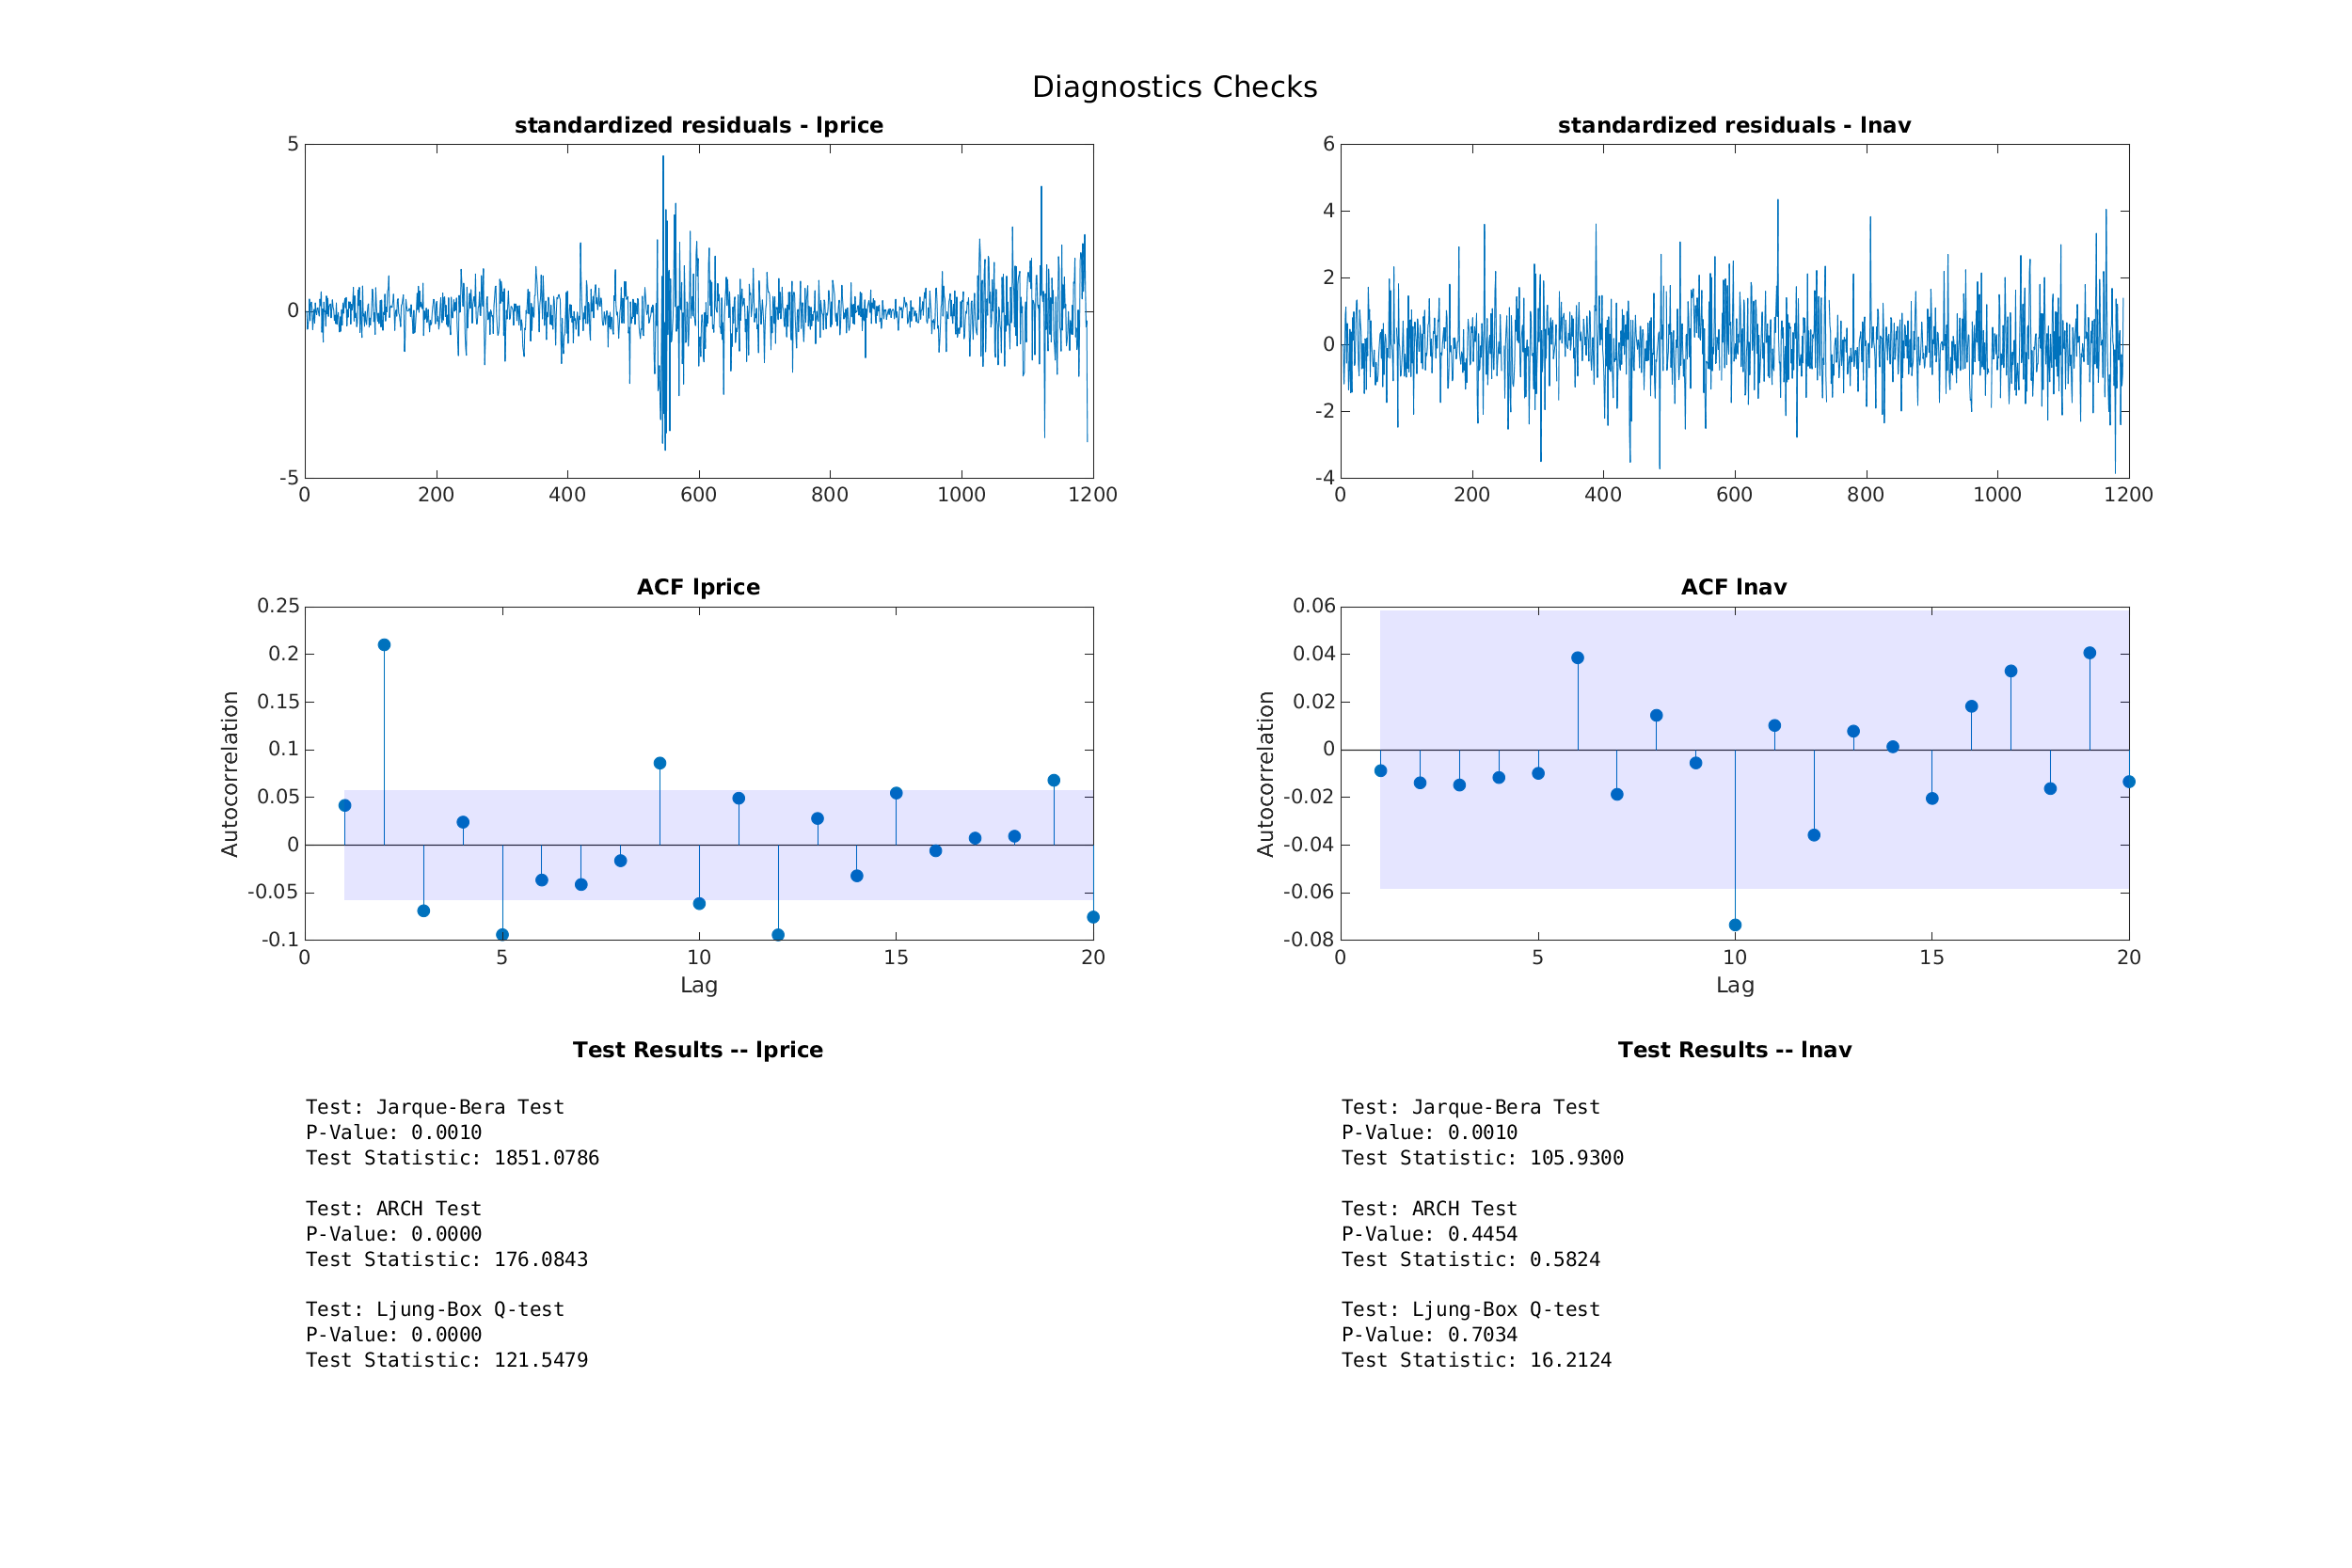 Diagnostics Checks
standardized residuals - lprice
5
0
-5
0 200 400 600 800 1000 1200
standardized residuals - lnav
6
4
2
0
-2
-4
0 200 400 600 800 1000 1200
ACF lprice
0.25
0.2
0.15
0.1
0.05
0
-0.05
-0.1
Autocorrelation
0 5 10 15 20
Lag
ACF lnav
0.06
0.04
0.02
0
-0.02
-0.04
-0.06
-0.08
Autocorrelation
0 5 10 15 20
Lag
Test Results -- lprice
Test: Jarque-Bera Test
P-Value: 0.0010
Test Statistic: 1851.0786
Test: ARCH Test
P-Value: 0.0000
Test Statistic: 176.0843
Test: Ljung-Box Q-test
P-Value: 0.0000
Test Statistic: 121.5479
Test Results -- lnav
Test: Jarque-Bera Test
P-Value: 0.0010
Test Statistic: 105.9300
Test: ARCH Test
P-Value: 0.4454
Test Statistic: 0.5824
Test: Ljung-Box Q-test
P-Value: 0.7034
Test Statistic: 16.2124